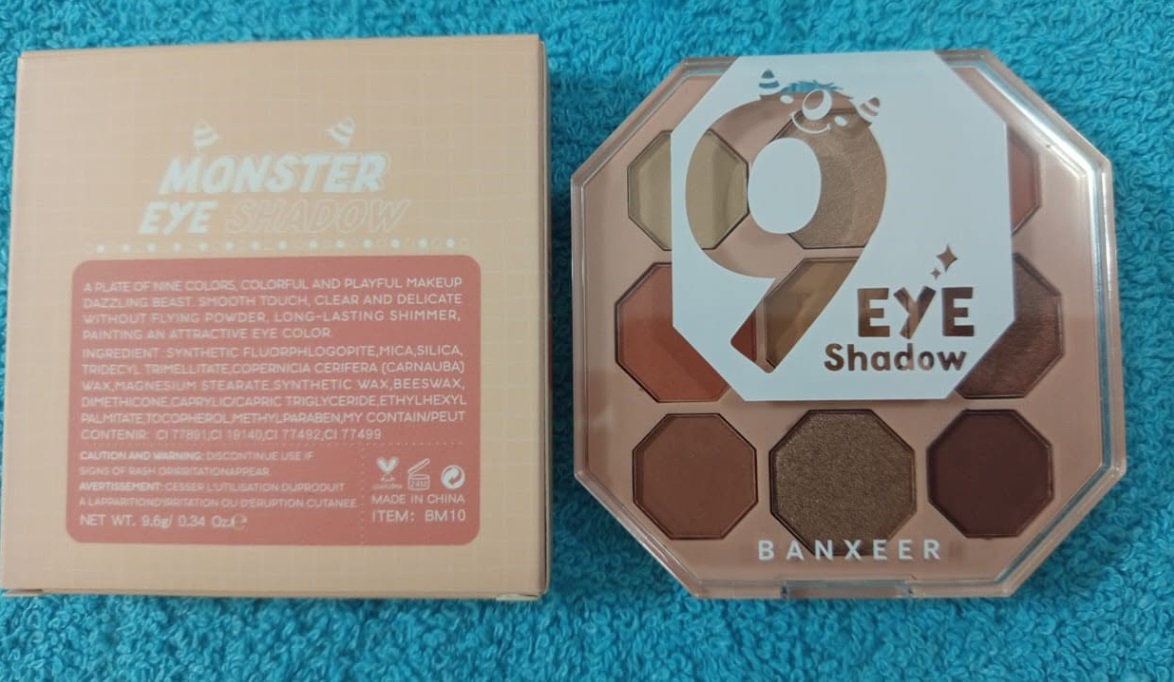 MONSTER
EYE SHADOW
A PLATE OF NINE COLORS, COLORFUL AND PLAYFUL MAKEUP
DAZZLING BEAST. SMOOTH TOUCH, CLEAR AND DELICATE
WITHOUT FLYING POWDER, LONG-LASTING SHIMMER,
PAINTING AN ATTRACTIVE EYE COLOR.
INGREDIENT :SYNTHETIC FLUORPHLOGOPITE,MICA,SILICA,
TRIDECYL TRIMELLITATE,COPERNICIA CERIFERA (CARNAUBA)
WAX,MAGNESIUM STEARATE,SYNTHETIC WAX,BEESWAX,
DIMETHICONE,CAPRYLIC/CAPRIC TRIGLYCERIDE,ETHYLHEXYL
PALMITATE,TOCOPHEROL,METHYLPARABEN,MY CONTAIN/PEUT
CONTENIR: CI 77891,CI 19140,CI 77492,CI 77499
CAUTION AND WARNING: DISCONTINUE USE IF
SIGNS OF RASH ORIRRITATIONAPPEAR.
AVERTISSEMENT: CESSER L'UTILISATION DUPRODUIT
A LAPPARITIOND'IRRITATION OU D'ERUPTION CUTANEE
NET WT. 9.6g/ 0.34 Oz.℮
MADE IN CHINA
ITEM: BM10
9
EYE
Shadow
BANXEER